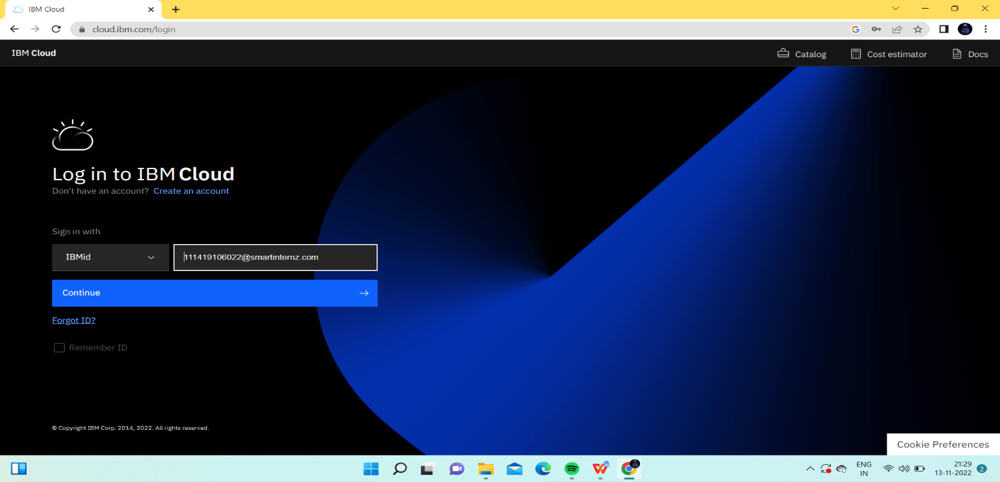 IBM Cloud
cloud.ibm.com/login
IBM Cloud
Catalog
Cost estimator
Docs
Log in to IBM Cloud
Don't have an account? Create an account
Sign in with
IBMid
111419106022@smartinternz.com
Continue
Forgot ID?
Remember ID
© Copyright IBM Corp. 2014, 2022. All rights reserved.
Cookie Preferences
ENG
IN
21:29
13-11-2022
2